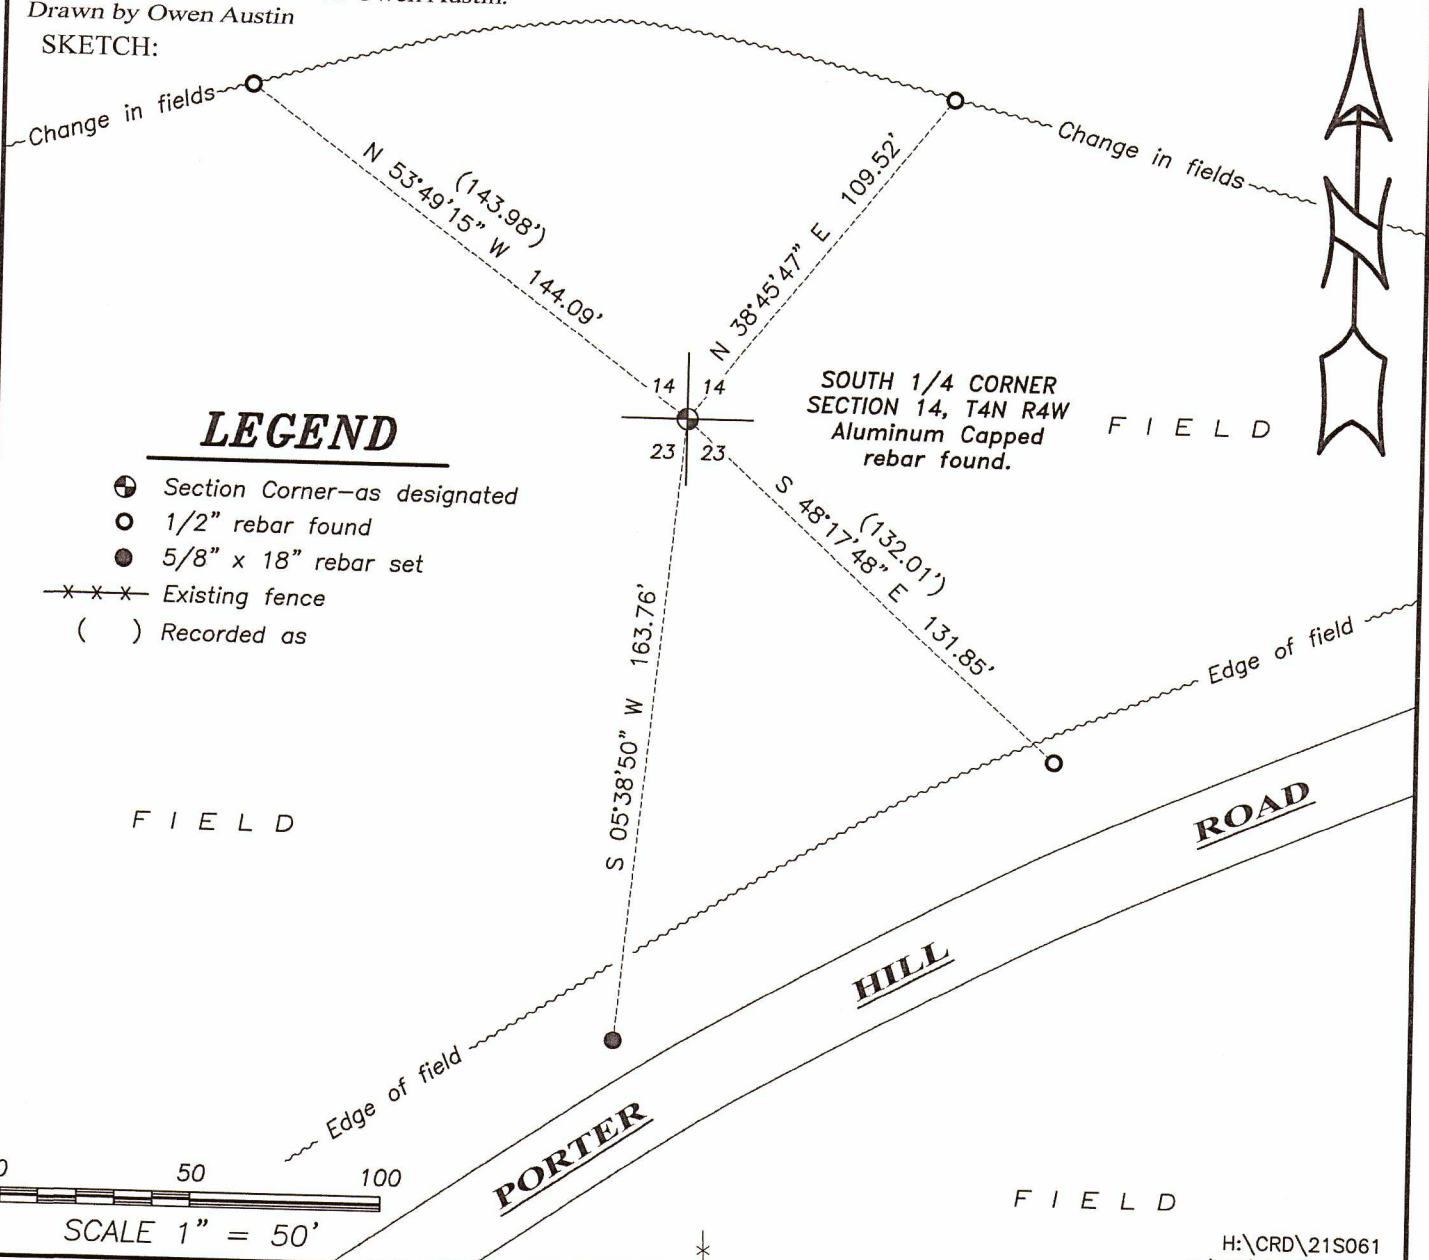 Drawn by Owen Austin
SKETCH:
Change in fields
N 53°49'15" W 144.09'
(143.98')
N 38°45'47" E 109.52'
Change in fields
N
14 14
23 23
SOUTH 1/4 CORNER
SECTION 14, T4N R4W
Aluminum Capped
rebar found.
FIELD
LEGEND
Section Corner-as designated
1/2" rebar found
5/8" x 18" rebar set
Existing fence
( ) Recorded as
S 05°38'50" W 163.76'
(132.01')
S 48°17'48" E 131.85'
Edge of field
FIELD
Edge of field
PORTER HILL ROAD
0 50 100
SCALE 1" = 50'
FIELD
H:\CRD\21S061